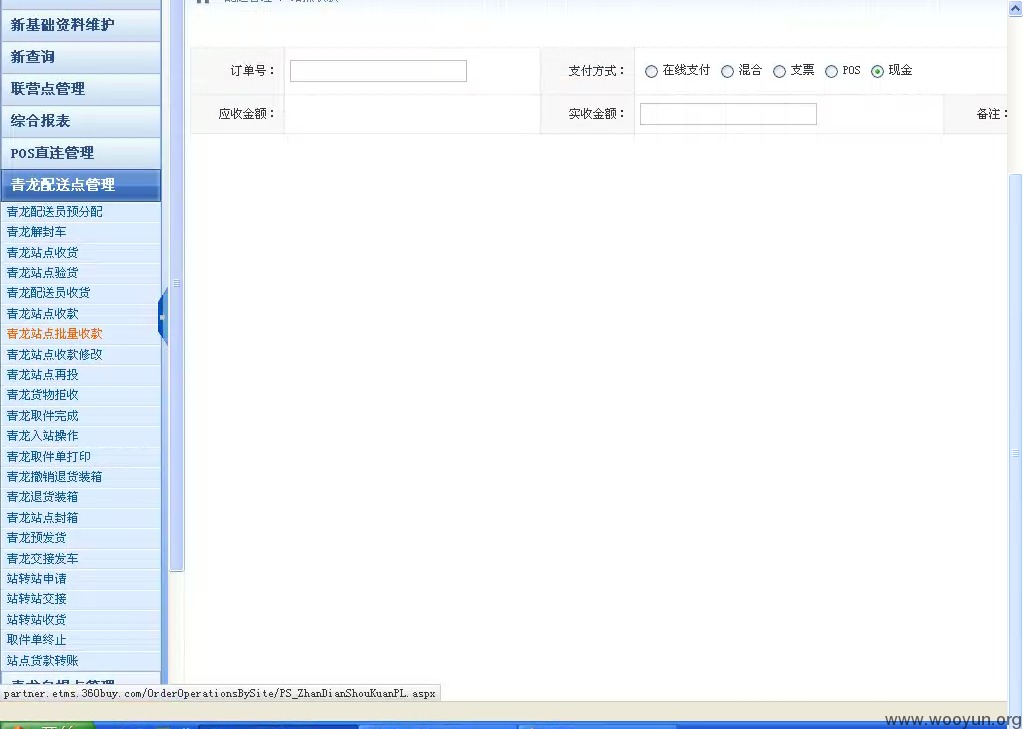 新基础资料维护
新查询
联营点管理
综合报表
POS直连管理
青龙配送点管理
青龙配送员预分配
青龙解封车
青龙站点收货
青龙站点验货
青龙配送员收货
青龙站点收款
青龙站点批量收款
青龙站点收款修改
青龙站点再投
青龙货物拒收
青龙取件完成
青龙入站操作
青龙取件单打印
青龙撤销退货装箱
青龙退货装箱
青龙站点封箱
青龙预发货
青龙交接发车
站转站申请
站转站交接
站转站收货
取件单终止
站点货款转账
青龙自提点管理
订单号：
支付方式： 在线支付 混合 支票 POS 现金
应收金额： 实收金额： 备注：
partner.etms.360buy.com/OrderOperationsBySite/PS_ZhanDianShouKuanPL.aspx
www.wooyun.org